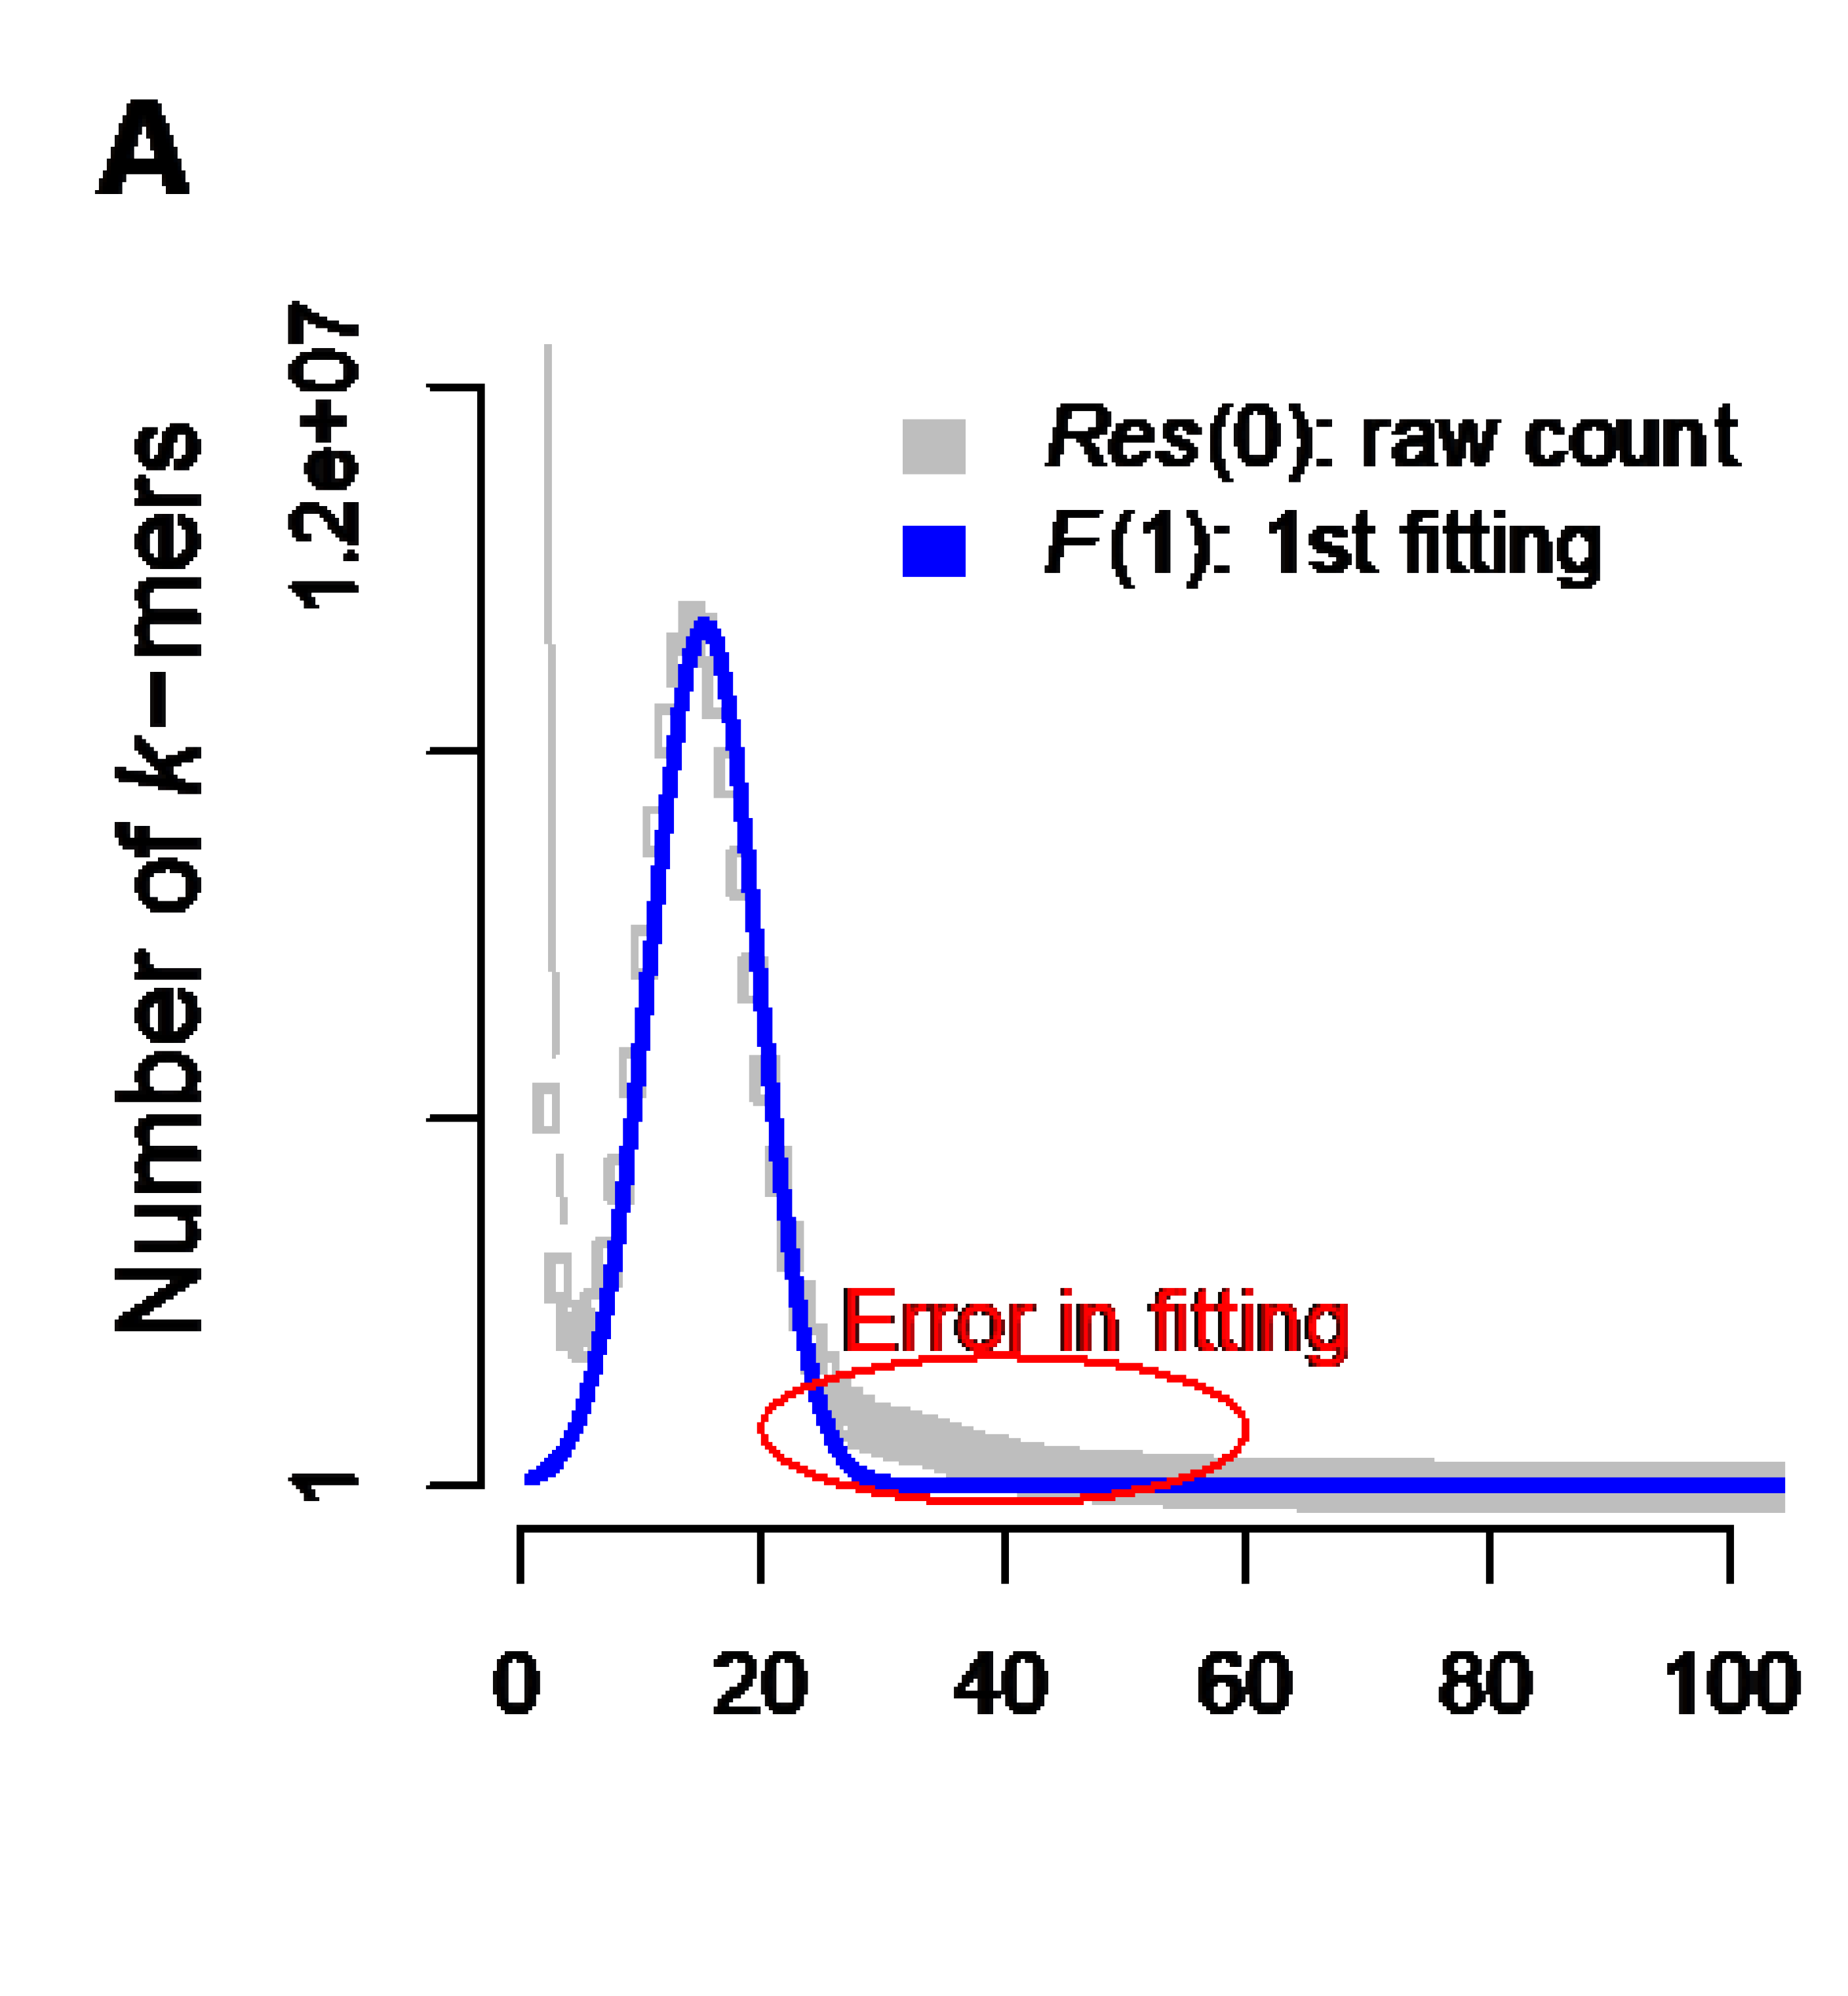 A
Number of k-mers
1.2e+07
1
Res(0): raw count
F(1): 1st fitting
Error in fitting
0 20 40 60 80 100